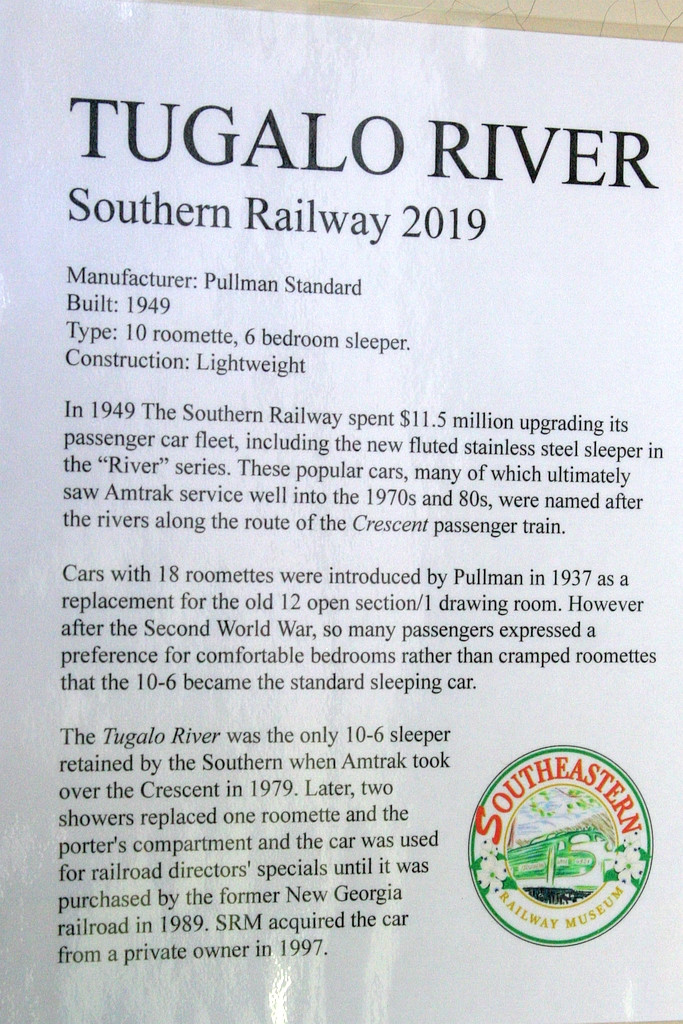 TUGALO RIVER
Southern Railway 2019
Manufacturer: Pullman Standard
Built: 1949
Type: 10 roomette, 6 bedroom sleeper.
Construction: Lightweight
In 1949 The Southern Railway spent $11.5 million upgrading its
passenger car fleet, including the new fluted stainless steel sleeper in
the “River” series. These popular cars, many of which ultimately
saw Amtrak service well into the 1970s and 80s, were named after
the rivers along the route of the Crescent passenger train.
Cars with 18 roomettes were introduced by Pullman in 1937 as a
replacement for the old 12 open section/1 drawing room. However
after the Second World War, so many passengers expressed a
preference for comfortable bedrooms rather than cramped roomettes
that the 10-6 became the standard sleeping car.
The Tugalo River was the only 10-6 sleeper
retained by the Southern when Amtrak took
over the Crescent in 1979. Later, two
showers replaced one roomette and the
porter's compartment and the car was used
for railroad directors' specials until it was
purchased by the former New Georgia
railroad in 1989. SRM acquired the car
from a private owner in 1997.
SOUTHEASTERN
RAILWAY MUSEUM